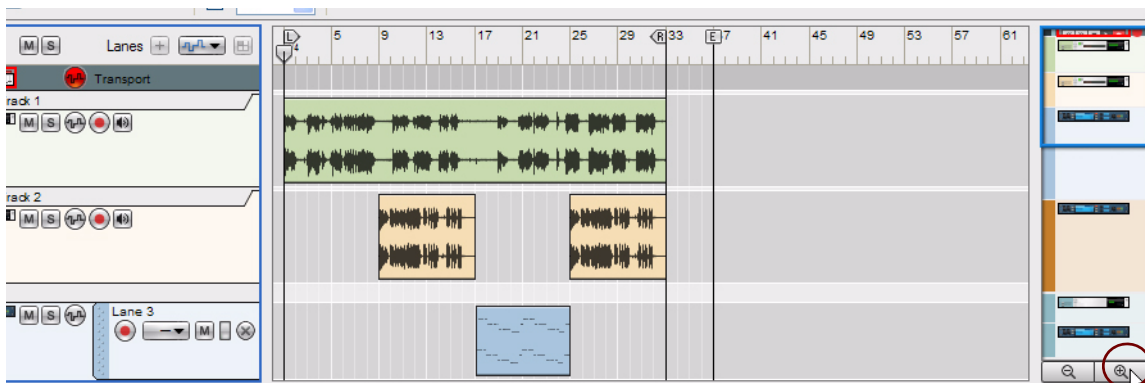 M S Lanes
L 5 9 13 17 21 25 29 R 33 E 7 41 45 49 53 57 61
4
Transport
rack 1
M S
rack 2
M S
M S Lane 3
M